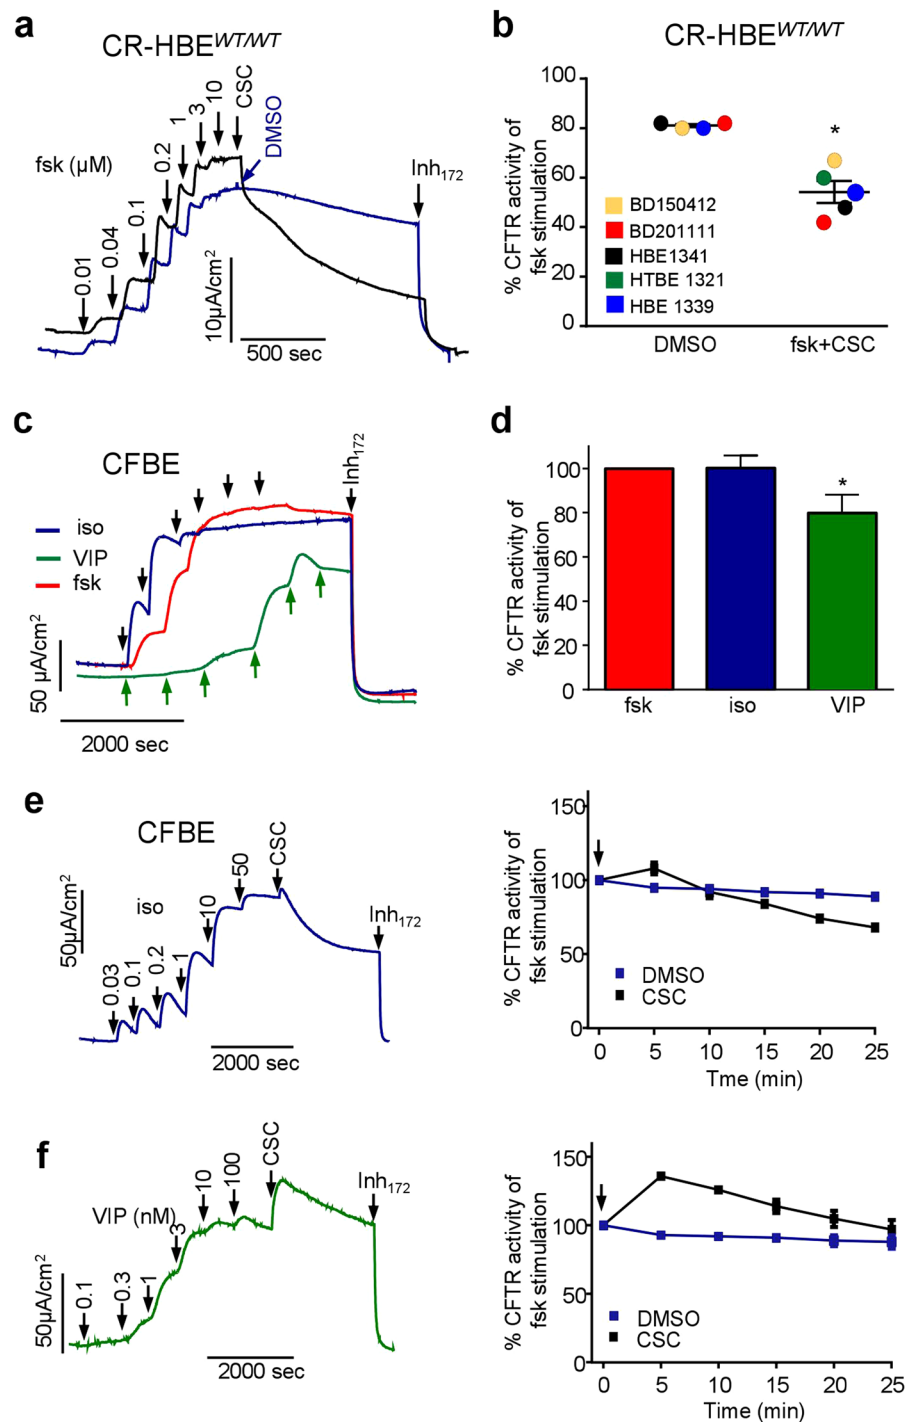 a
CR-HBEWT/WT
fsk (µM)
0.01
0.04
0.1
0.2
1
3
10
CSC
DMSO
Inh172
10µA/cm2
500 sec
b
CR-HBEWT/WT
% CFTR activity of
fsk stimulation
100
80
60
40
20
0
*
BD150412
BD201111
HBE1341
HTBE 1321
HBE 1339
DMSO
fsk+CSC
c
CFBE
iso
VIP
fsk
Inh172
50 µA/cm2
2000 sec
d
% CFTR activity of
fsk stimulation
100
80
60
40
20
0
*
fsk
iso
VIP
e
CFBE
iso
0.03
0.1
0.2
1
10
50
CSC
Inh172
50µA/cm2
2000 sec
% CFTR activity of
fsk stimulation
150
100
50
0
DMSO
CSC
0 5 10 15 20 25
Tme (min)
f
VIP (nM)
0.1
0.3
1
3
10
100
CSC
Inh172
50µA/cm2
2000 sec
% CFTR activity of
fsk stimulation
150
100
50
0
DMSO
CSC
0 5 10 15 20 25
Time (min)